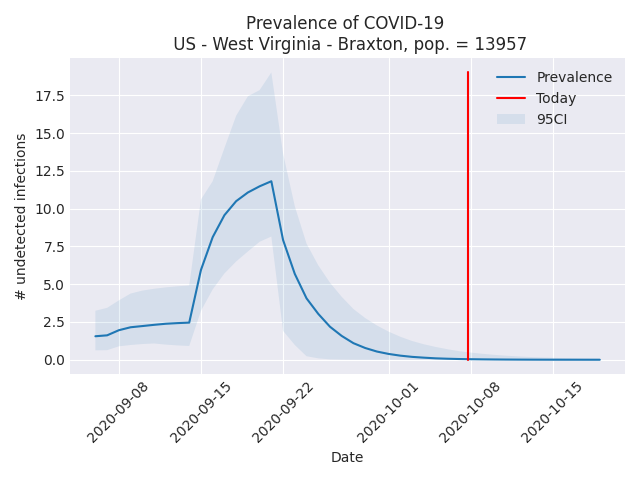 Prevalence of COVID-19
US - West Virginia - Braxton, pop. = 13957
Prevalence
Today
95CI
17.5
15.0
12.5
10.0
7.5
5.0
2.5
0.0
# undetected infections
2020-09-08
2020-09-15
2020-09-22
2020-10-01
2020-10-08
2020-10-15
Date